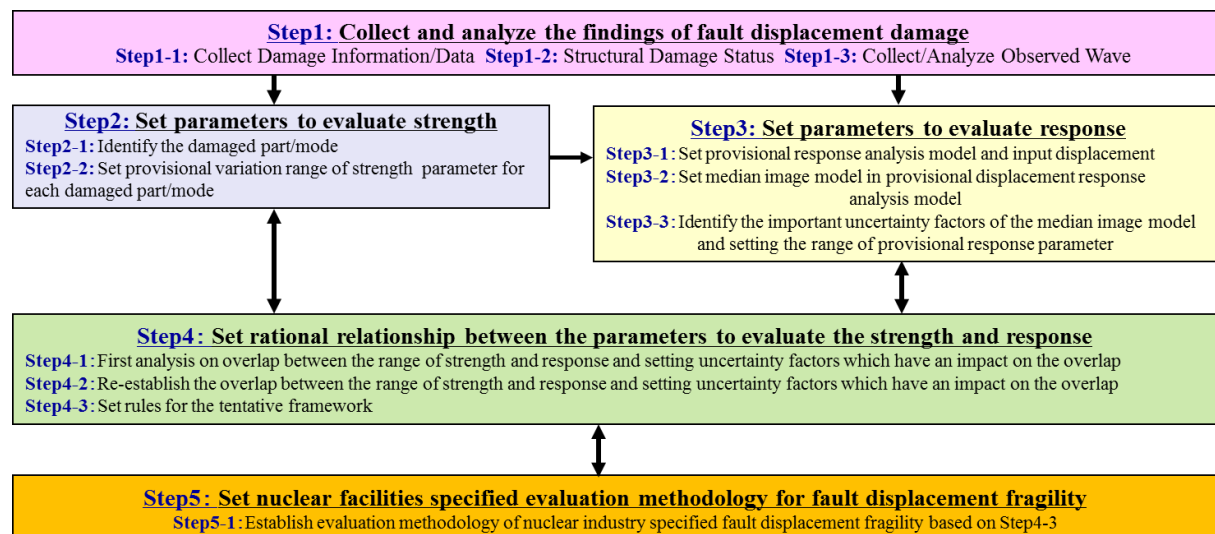 Step1: Collect and analyze the findings of fault displacement damage
Step1-1: Collect Damage Information/Data Step1-2: Structural Damage Status Step1-3: Collect/Analyze Observed Wave
Step2: Set parameters to evaluate strength
Step2-1: Identify the damaged part/mode
Step2-2: Set provisional variation range of strength parameter for
each damaged part/mode
Step3: Set parameters to evaluate response
Step3-1: Set provisional response analysis model and input displacement
Step3-2: Set median image model in provisional displacement response
analysis model
Step3-3: Identify the important uncertainty factors of the median image model
and setting the range of provisional response parameter
Step4: Set rational relationship between the parameters to evaluate the strength and response
Step4-1: First analysis on overlap between the range of strength and response and setting uncertainty factors which have an impact on the overlap
Step4-2: Re-establish the overlap between the range of strength and response and setting uncertainty factors which have an impact on the overlap
Step4-3: Set rules for the tentative framework
Step5: Set nuclear facilities specified evaluation methodology for fault displacement fragility
Step5-1: Establish evaluation methodology of nuclear industry specified fault displacement fragility based on Step4-3